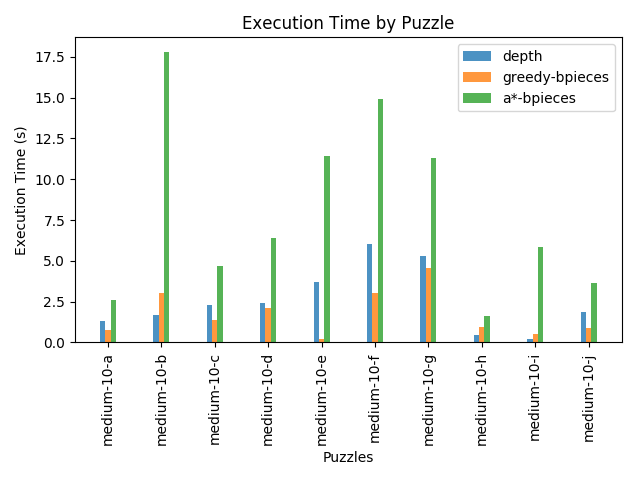 Execution Time by Puzzle
depth
greedy-bpieces
a*-bpieces
Execution Time (s)
17.5
15.0
12.5
10.0
7.5
5.0
2.5
0.0
medium-10-a
medium-10-b
medium-10-c
medium-10-d
medium-10-e
medium-10-f
medium-10-g
medium-10-h
medium-10-i
medium-10-j
Puzzles